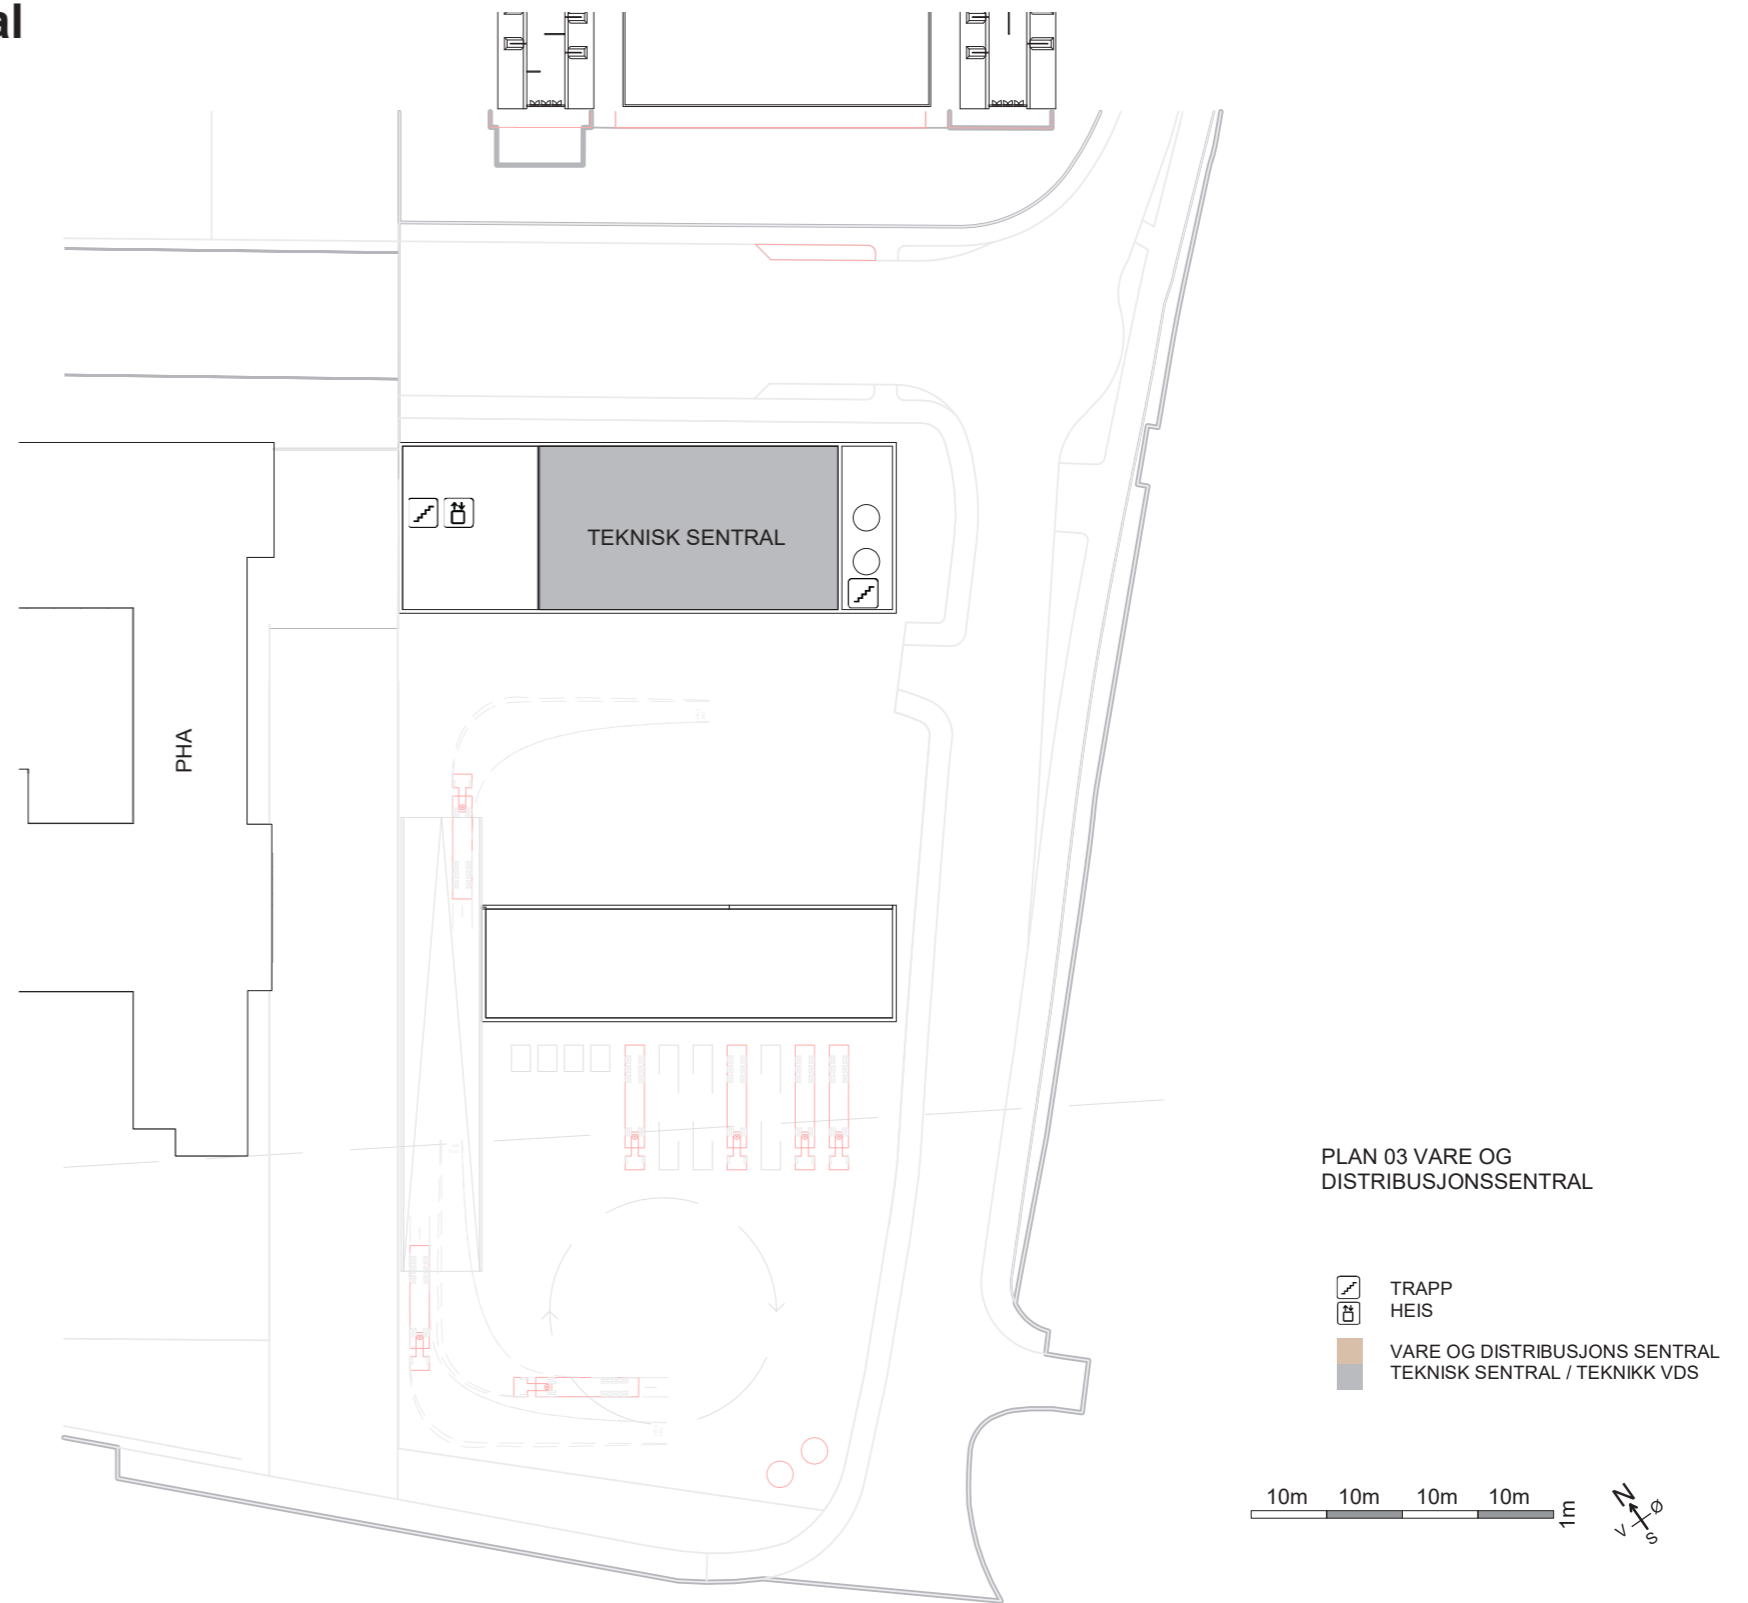 al
TEKNISK SENTRAL
PHA
PLAN 03 VARE OG
DISTRIBUSJONSSENTRAL
TRAPP
HEIS
VARE OG DISTRIBUSJONS SENTRAL
TEKNISK SENTRAL / TEKNIKK VDS
10m 10m 10m 10m
1m
N
Ø
V
S